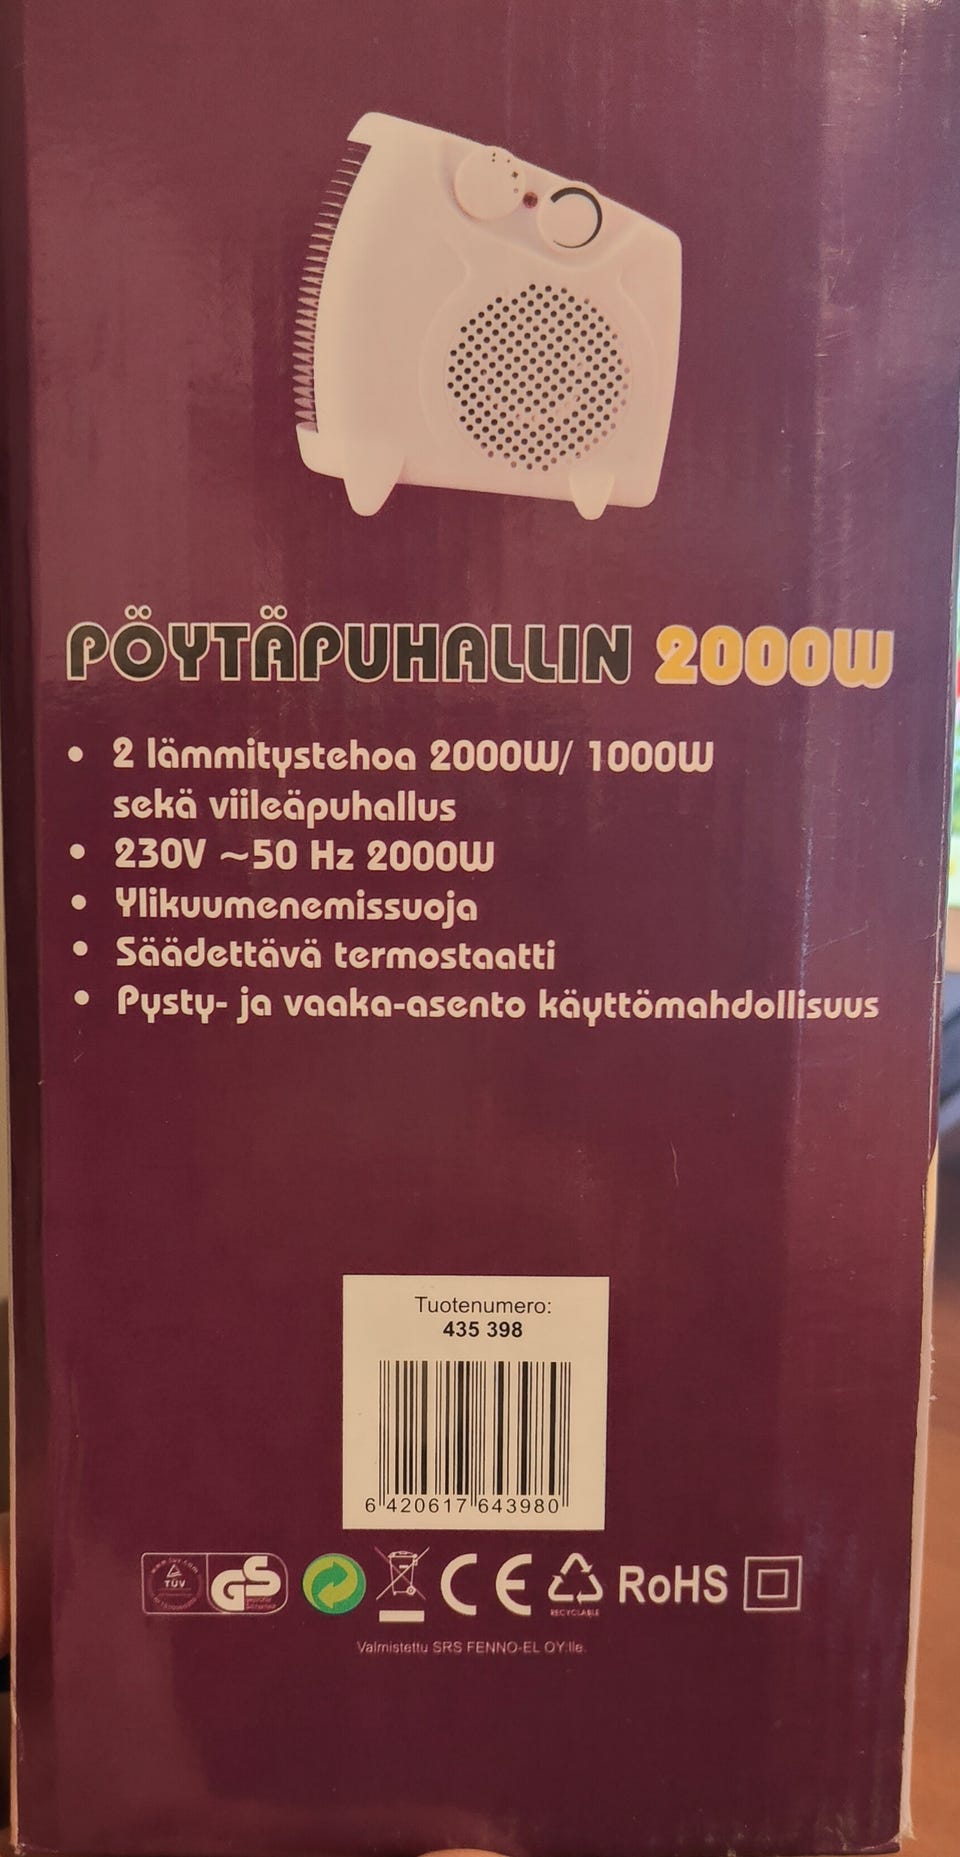 PÖYTÄPUHALLIN 2000W
• 2 lämmitystehoa 2000W/ 1000W
sekä viileäpuhallus
• 230V ~50 Hz 2000W
• Ylikuumenemissuoja
• Säädettävä termostaatti
• Pysty- ja vaaka-asento käyttömahdollisuus
Tuotenumero:
435 398
6 420617 643980
TÜV GS CE RECYCLABLE RoHS
Valmistettu SRS FENNO-EL OY:lle.